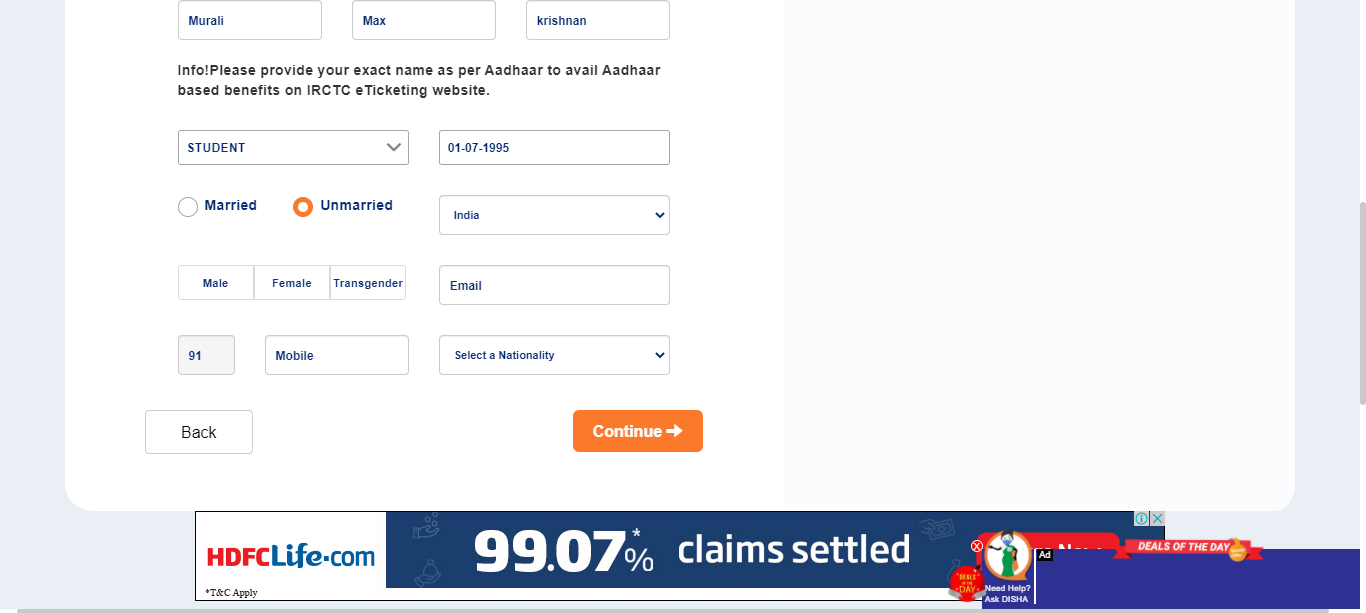 Murali
Max
krishnan
Info!Please provide your exact name as per Aadhaar to avail Aadhaar
based benefits on IRCTC eTicketing website.
STUDENT
01-07-1995
Married
Unmarried
India
Male
Female
Transgender
Email
91
Mobile
Select a Nationality
Back
Continue
HDFCLife.com
*T&C Apply
99.07*%
claims settled
Ad
DEALS OF THE DAY
DEALS
OF THE
DAY
Need Help?
Ask DISHA